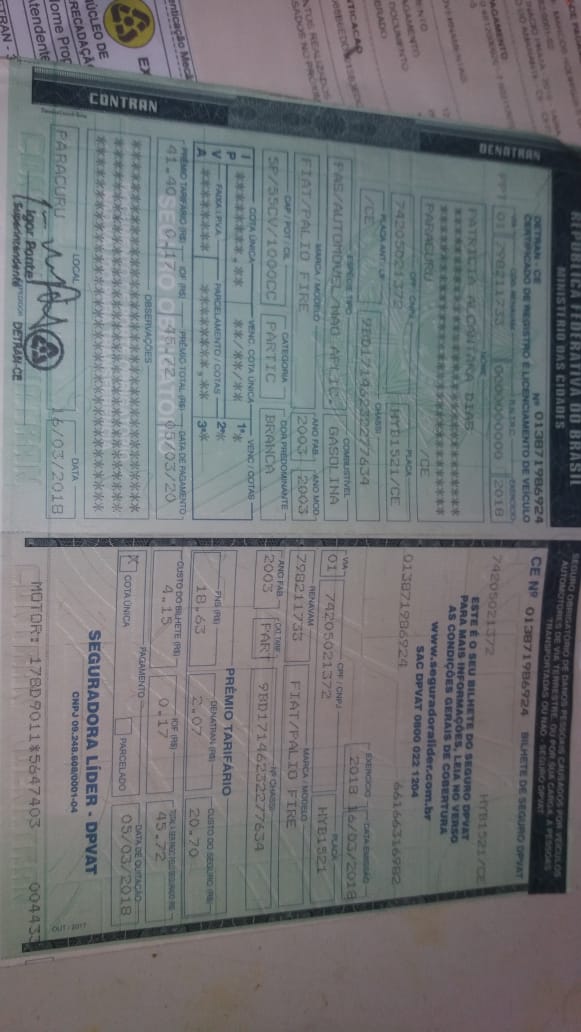 REPÚBLICA FEDERATIVA DO BRASIL
MINISTÉRIO DAS CIDADES
DENATRAN
DETRAN - CE Nº 013871986924
CERTIFICADO DE REGISTRO E LICENCIAMENTO DE VEÍCULO
VIA CÓD. RENAVAM R.N.T.R.C. EXERCÍCIO
PPT 01 798211733 0000000000 2018
NOME
PATRICIA ALCANTARA DIAS
PARACURU /CE
CPF / CNPJ PLACA
74205021372 HYB1521/CE
PLACA ANT / UF CHASSI
/CE 9BD17146232277634
ESPÉCIE TIPO COMBUSTÍVEL
PAS/AUTOMOVEL/NAO APLIC. GASOLINA
MARCA / MODELO ANO FAB. ANO MOD
FIAT/PALIO FIRE 2003 2003
CAP / POT / CIL CATEGORIA COR PREDOMINANTE
5P/55CV/1000CC PARTIC BRANCA
IPVA
COTA ÚNICA VENC. COTA ÚNICA VENC / COTAS
********,** **/**/** 1ª*
FAIXA I.P.V.A. PARCELAMENTO / COTAS 2ª*
******** ********,** 3ª*
PRÊMIO TARIFÁRIO (R$) IOF (R$) PRÊMIO TOTAL (R$) DATA DE PAGAMENTO
41.40 0.17 45.72 05/03/20
SEGURO OBRIGATORIO
OBSERVAÇÕES
CONTRAN
LOCAL DATA
PARACURU 16/03/2018
Igor Ponte
Superintendente EXPEDIDOR DETRAN-CE
SEGURO OBRIGATÓRIO DE DANOS PESSOAIS CAUSADOS POR VEÍCULOS
AUTOMOTORES DE VIA TERRESTRE, OU POR SUA CARGA, A PESSOAS
TRANSPORTADAS OU NÃO - SEGURO DPVAT
CE Nº 013871986924 BILHETE DE SEGURO DPVAT
74205021372 HYB1521/CE
ESTE É O SEU BILHETE DO SEGURO DPVAT
PARA MAIS INFORMAÇÕES, LEIA NO VERSO
AS CONDIÇÕES GERAIS DE COBERTURA
www.seguradoralider.com.br
SAC DPVAT 0800 022 1204
013871986924 66166316982
EXERCÍCIO DATA EMISSÃO
2018 16/03/2018
VIA CPF / CNPJ PLACA
01 74205021372 HYB1521
RENAVAM MARCA / MODELO
798211733 FIAT/PALIO FIRE
ANO FAB. CAT. TARIF. Nº CHASSI
2003 PART 9BD17146232277634
PRÊMIO TARIFÁRIO
FNS (R$) DENATRAN (R$) CUSTO DO SEGURO (R$)
18.63 2.07 20.70
CUSTO DO BILHETE (R$) IOF (R$) TOTAL A SER PAGO PELO SEGURADO (R$)
4.15 0.17 45.72
PAGAMENTO DATA DE QUITAÇÃO
X COTA ÚNICA PARCELADO 05/03/2018
SEGURADORA LÍDER - DPVAT
CNPJ 09.248.608/0001-04
MOTOR: 178D9011*5647403 004433